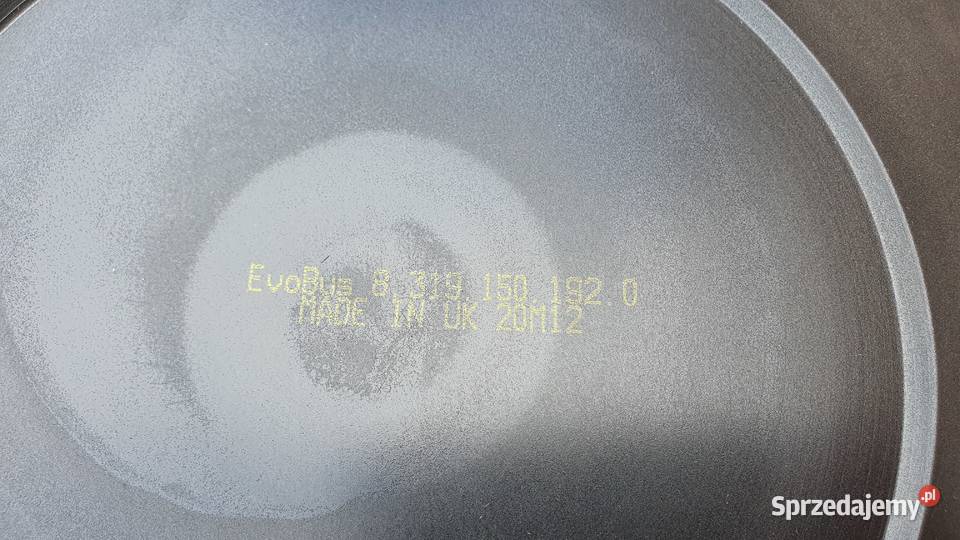 EvoBus 8.319.150.192.0
MADE IN UK 20M12
Sprzedajemy.pl